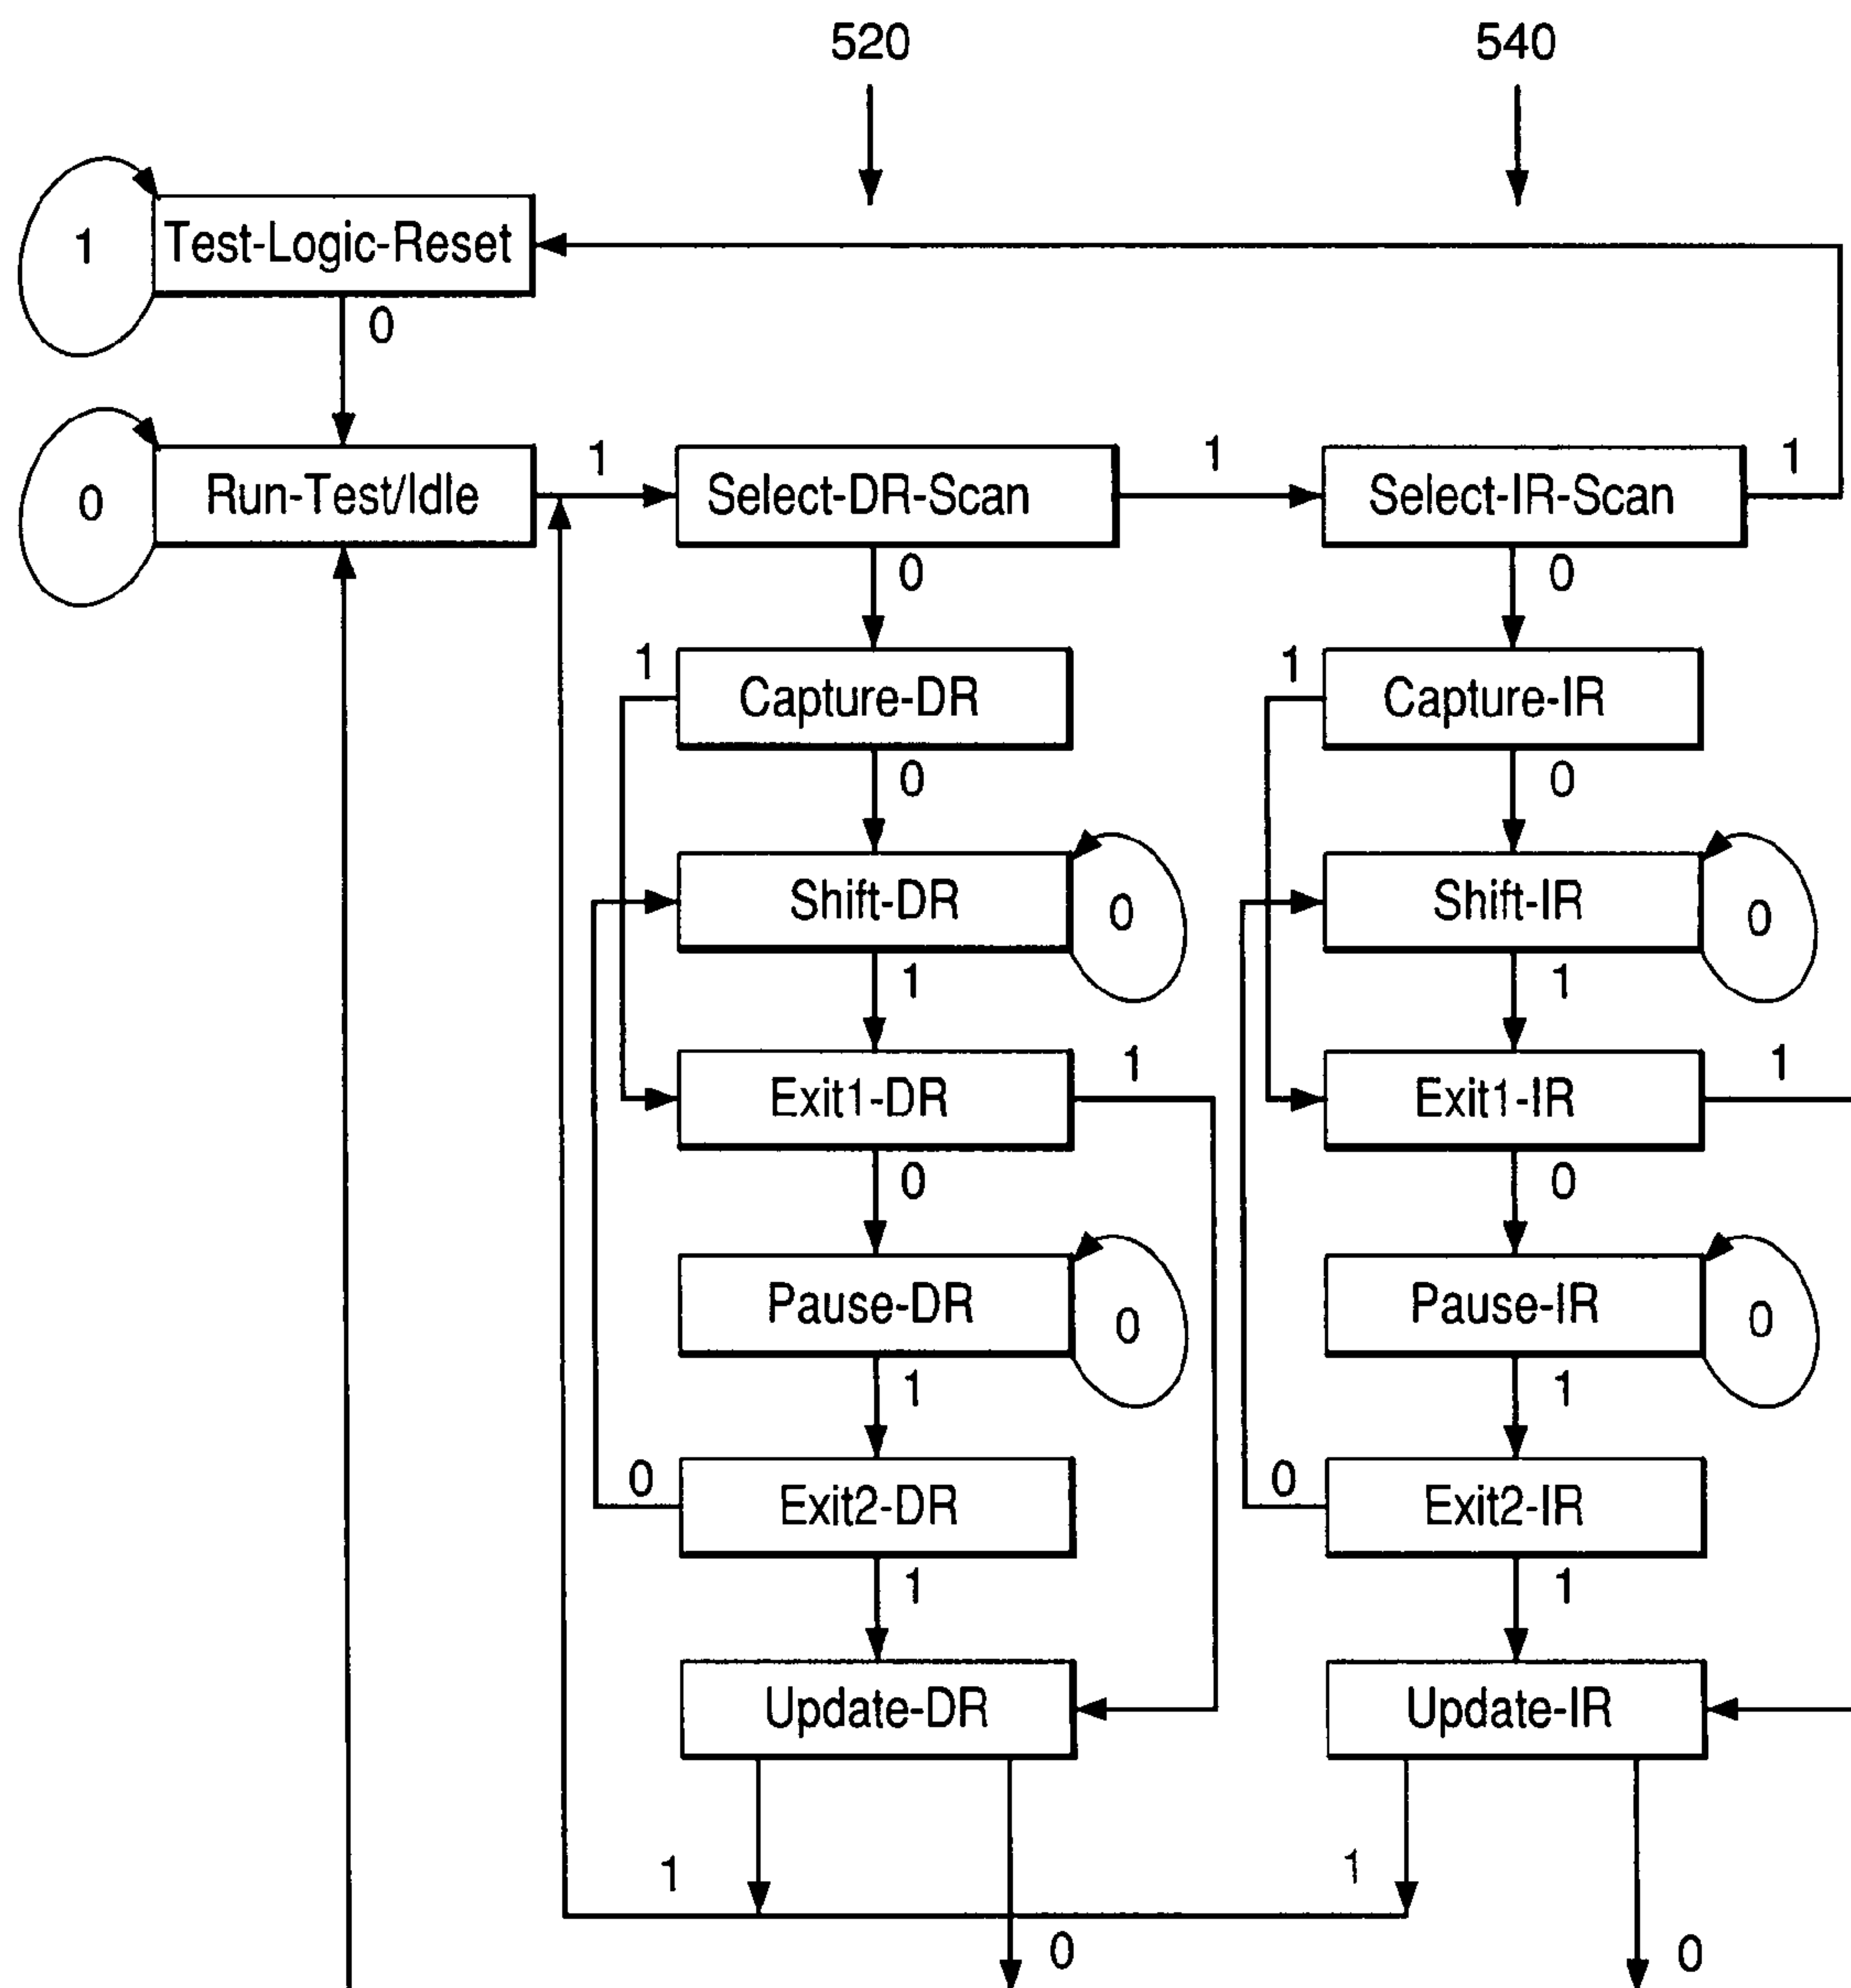 520 540
1 Test-Logic-Reset
0
0 Run-Test/Idle 1 Select-DR-Scan 1 Select-IR-Scan 1
0 0
1 Capture-DR 1 Capture-IR
0 0
Shift-DR 0 Shift-IR 0
1 1
Exit1-DR 1 Exit1-IR 1
0 0
Pause-DR 0 Pause-IR 0
1 1
0 Exit2-DR 0 Exit2-IR
1 1
Update-DR Update-IR
1 1
0 0